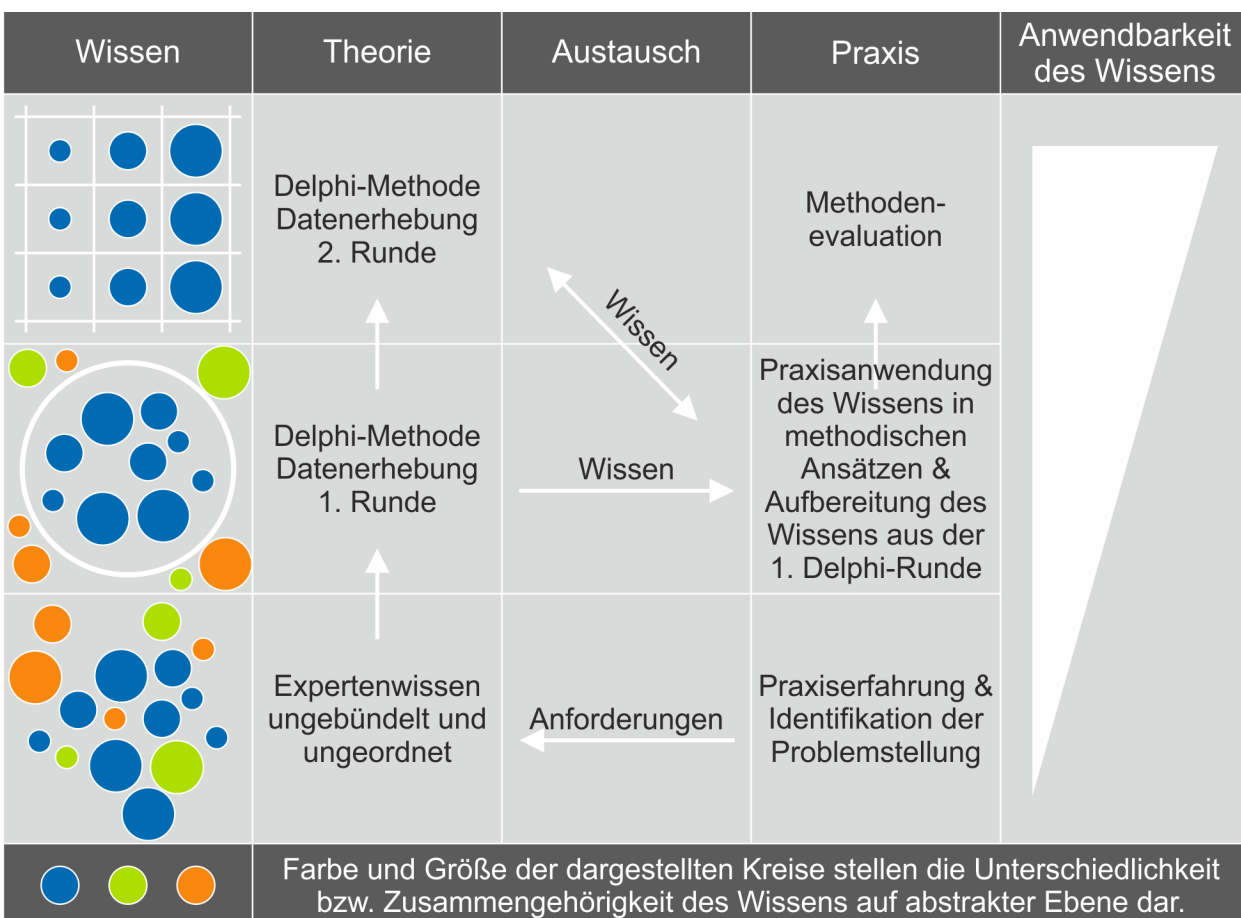 Wissen
Theorie
Austausch
Praxis
Anwendbarkeit
des Wissens
Delphi-Methode
Datenerhebung
2. Runde
Methoden-
evaluation
Wissen
Delphi-Methode
Datenerhebung
1. Runde
Wissen
Praxisanwendung
des Wissens in
methodischen
Ansätzen &
Aufbereitung des
Wissens aus der
1. Delphi-Runde
Expertenwissen
ungebündelt und
ungeordnet
Anforderungen
Praxiserfahrung &
Identifikation der
Problemstellung
Farbe und Größe der dargestellten Kreise stellen die Unterschiedlichkeit
bzw. Zusammengehörigkeit des Wissens auf abstrakter Ebene dar.